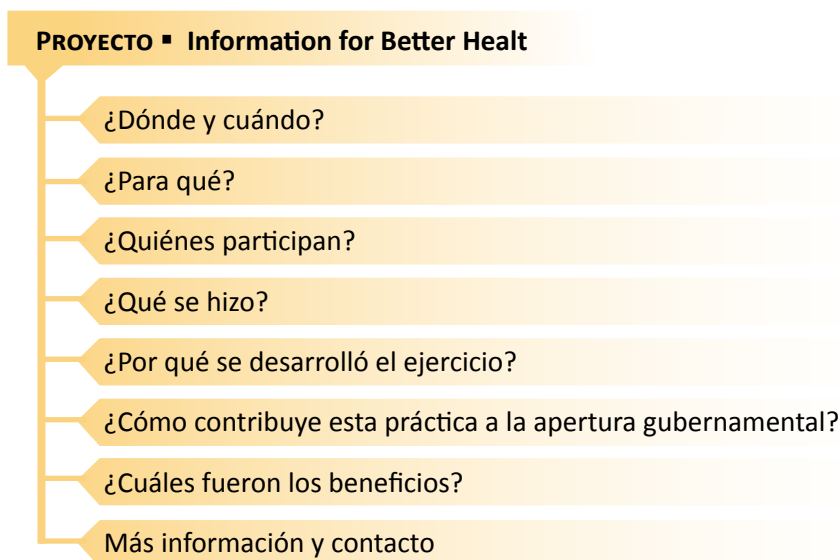 PROYECTO ▪ Information for Better Healt
¿Dónde y cuándo?
¿Para qué?
¿Quiénes participan?
¿Qué se hizo?
¿Por qué se desarrolló el ejercicio?
¿Cómo contribuye esta práctica a la apertura gubernamental?
¿Cuáles fueron los beneficios?
Más información y contacto